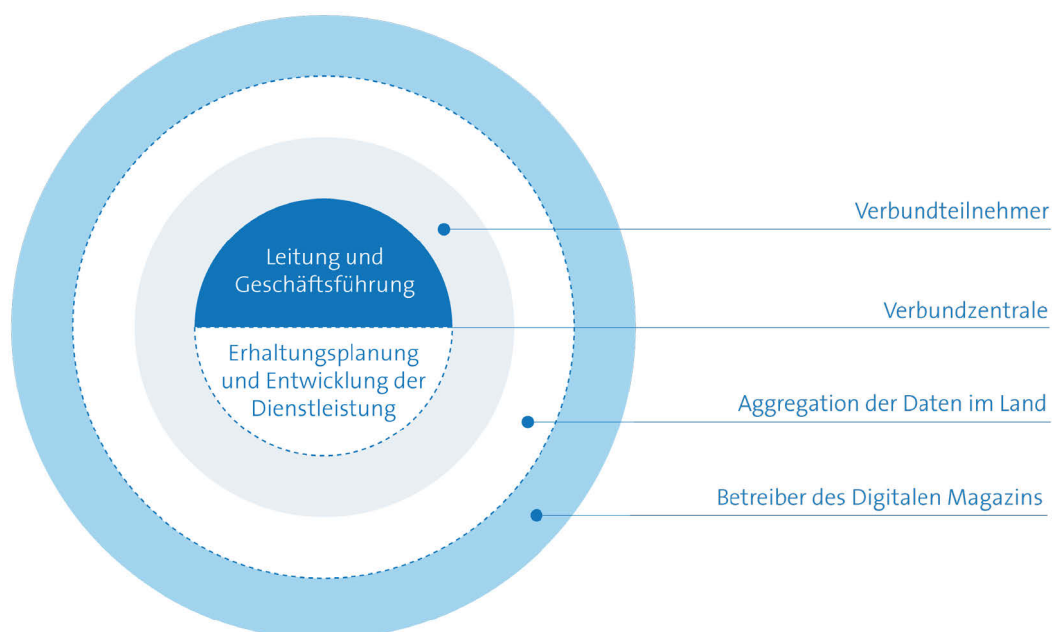 Leitung und
Geschäftsführung
Erhaltungsplanung
und Entwicklung der
Dienstleistung
Verbundteilnehmer
Verbundzentrale
Aggregation der Daten im Land
Betreiber des Digitalen Magazins